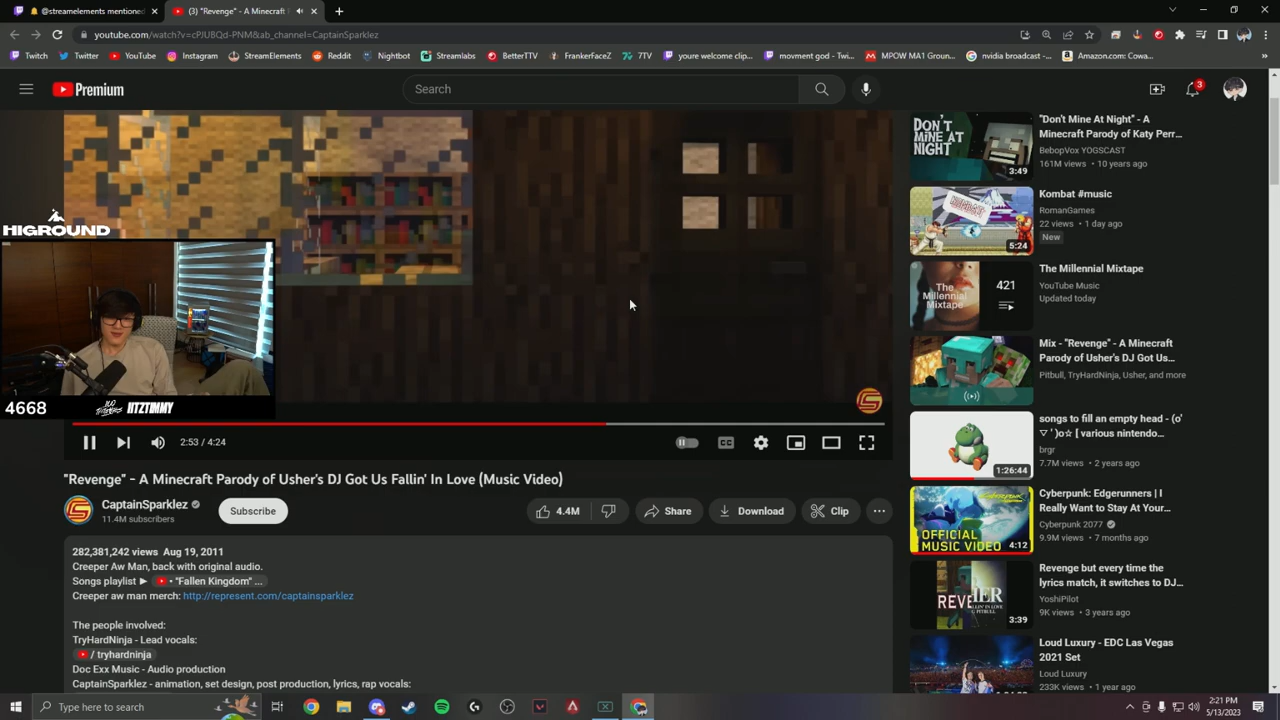 @streamelements mentioned
(3) "Revenge" - A Minecraft
youtube.com/watch?v=cPJUBQd-PNM&ab_channel=CaptainSparklez
Twitch
Twitter
YouTube
Instagram
StreamElements
Reddit
Nightbot
Streamlabs
BetterTTV
FrankerFaceZ
7TV
youre welcome clip...
movment god - Twi...
MPOW MA1 Groun...
nvidia broadcast -...
Amazon.com: Cowa...
Premium
Search
3
HIGROUND
4668
100 THIEVES
IITZTIMMY
2:53 / 4:24
CC
"Revenge" - A Minecraft Parody of Usher's DJ Got Us Fallin' In Love (Music Video)
CaptainSparklez
11.4M subscribers
Subscribe
4.4M
Share
Download
Clip
282,381,242 views Aug 19, 2011
Creeper Aw Man, back with original audio.
Songs playlist ► • "Fallen Kingdom" ...
Creeper aw man merch: http://represent.com/captainsparklez
The people involved:
TryHardNinja - Lead vocals:
/ tryhardninja
Doc Exx Music - Audio production
CaptainSparklez - animation, set design, post production, lyrics, rap vocals:
DON'T
MINE AT
NIGHT
3:49
"Don't Mine At Night" - A
Minecraft Parody of Katy Perr...
BebopVox YOGSCAST
161M views • 10 years ago
5:24
Kombat #music
RomanGames
22 views • 1 day ago
New
The
Millennial
Mixtape
421
The Millennial Mixtape
YouTube Music
Updated today
Mix - "Revenge" - A Minecraft
Parody of Usher's DJ Got Us...
Pitbull, TryHardNinja, Usher, and more
1:26:44
songs to fill an empty head - (o'
▽ ' )o☆ [ various nintendo...
brgr
7.7M views • 2 years ago
OFFICIAL
MUSIC VIDEO
4:12
Cyberpunk: Edgerunners | I
Really Want to Stay At Your...
Cyberpunk 2077
9.9M views • 7 months ago
3:39
Revenge but every time the
lyrics match, it switches to DJ...
YoshiPilot
9K views • 3 years ago
Loud Luxury - EDC Las Vegas
2021 Set
Loud Luxury
233K views • 1 year ago
Type here to search
2:21 PM
5/13/2023